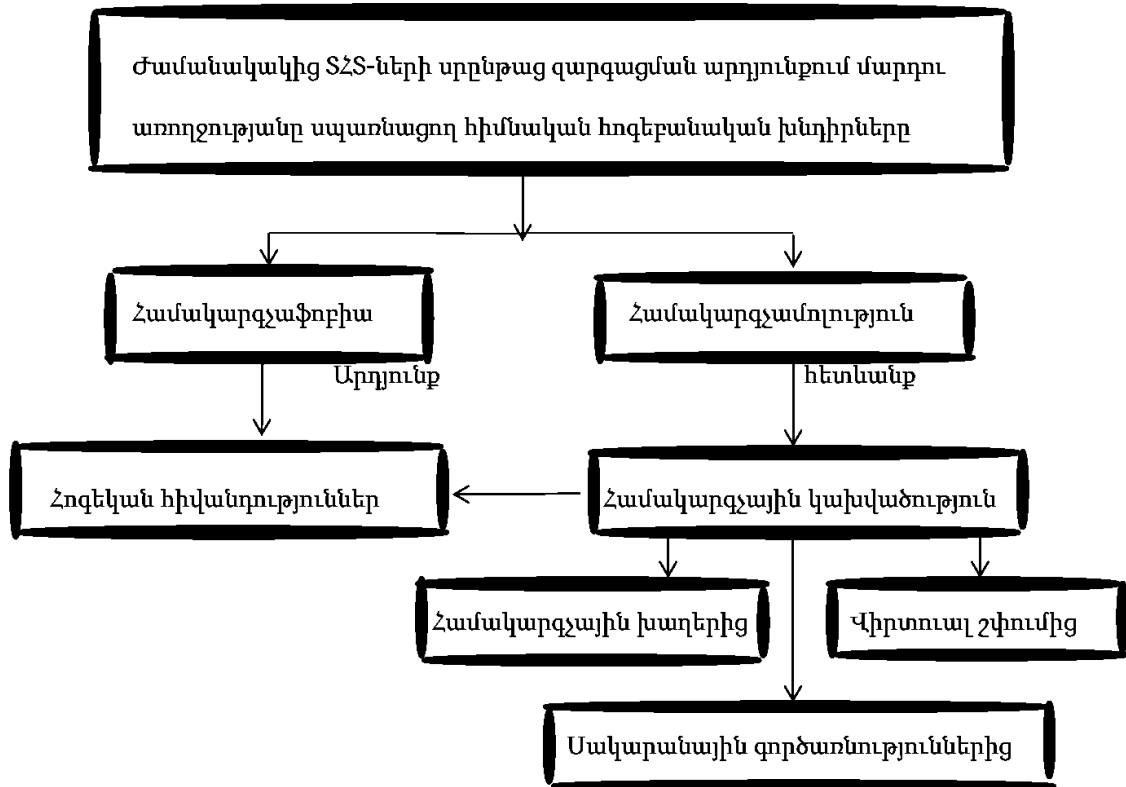 Ժամանակակից ՏՀՏ-ների սրընթաց զարգացման արդյունքում մարդու
առողջությանը սպառնացող հիմնական հոգեբանական խնդիրները
Համակարգչաֆոբիա
Համակարգչամոլություն
Արդյունք
հետևանք
Հոգեկան հիվանդություններ
Համակարգչային կախվածություն
Համակարգչային խաղերից
Վիրտուալ շփումից
Սակարանային գործառնություններից